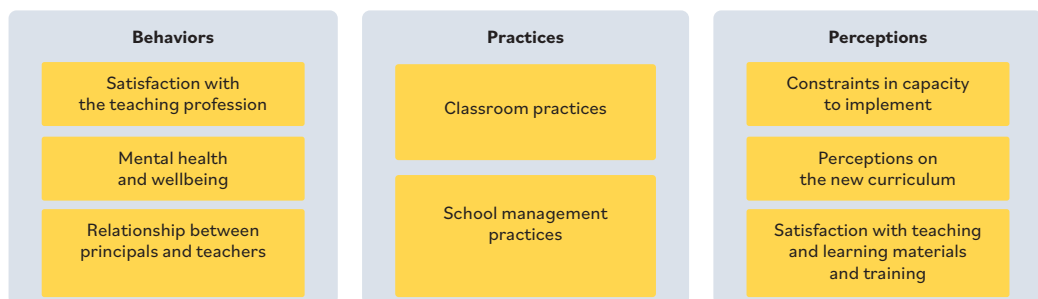 Behaviors
Satisfaction with
the teaching profession
Mental health
and wellbeing
Relationship between
principals and teachers
Practices
Classroom practices
School management
practices
Perceptions
Constraints in capacity
to implement
Perceptions on
the new curriculum
Satisfaction with teaching
and learning materials
and training